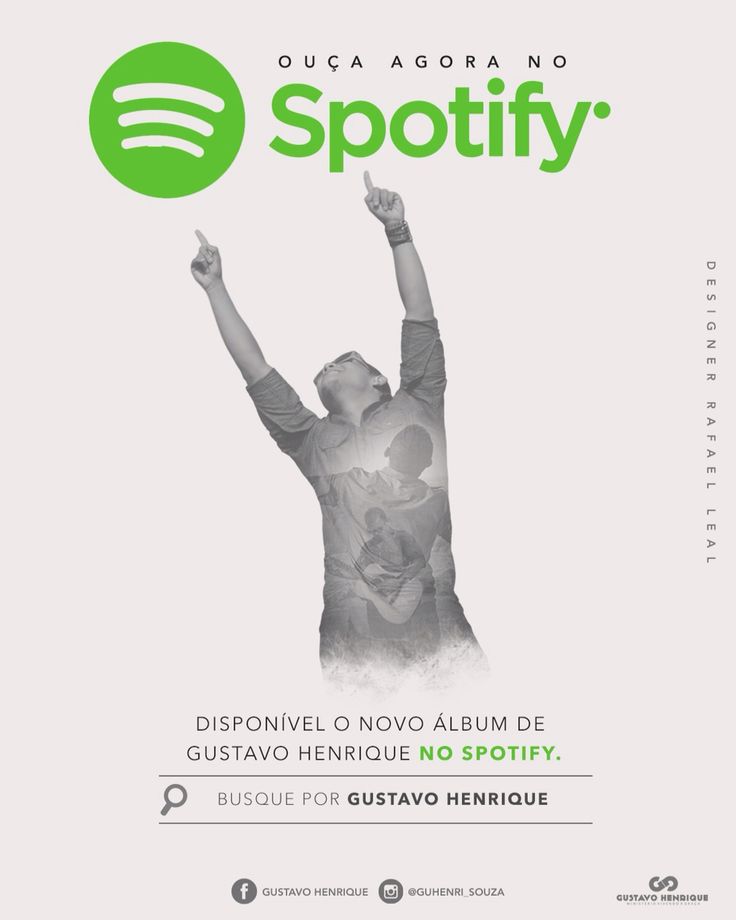 OUÇA AGORA NO
Spotify
DESIGNER RAFAEL LEAL
DISPONÍVEL O NOVO ÁLBUM DE
GUSTAVO HENRIQUE NO SPOTIFY.
BUSQUE POR GUSTAVO HENRIQUE
GUSTAVO HENRIQUE
@GUHENRI_SOUZA
GUSTAVO HENRIQUE